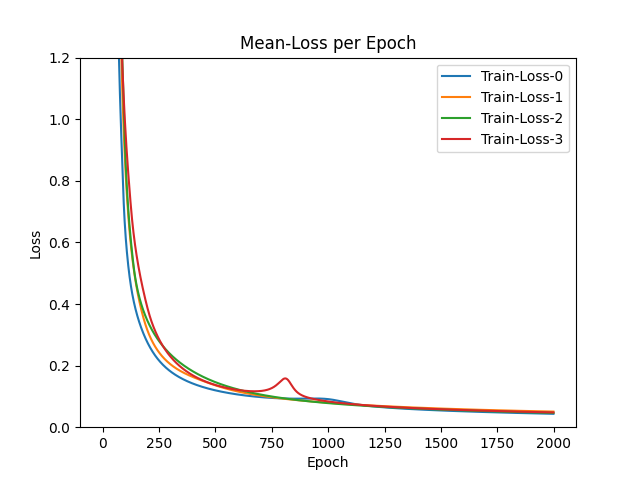 Mean-Loss per Epoch
Loss
1.2
1.0
0.8
0.6
0.4
0.2
0.0
Train-Loss-0
Train-Loss-1
Train-Loss-2
Train-Loss-3
0 250 500 750 1000 1250 1500 1750 2000
Epoch